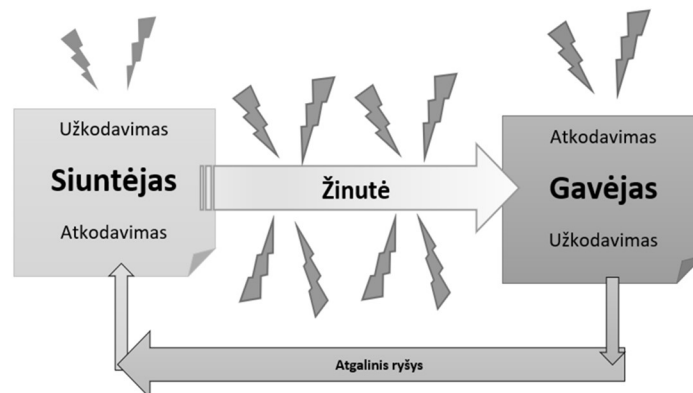 Užkodavimas
Siuntėjas
Atkodavimas
Žinutė
Atkodavimas
Gavėjas
Užkodavimas
Atgalinis ryšys